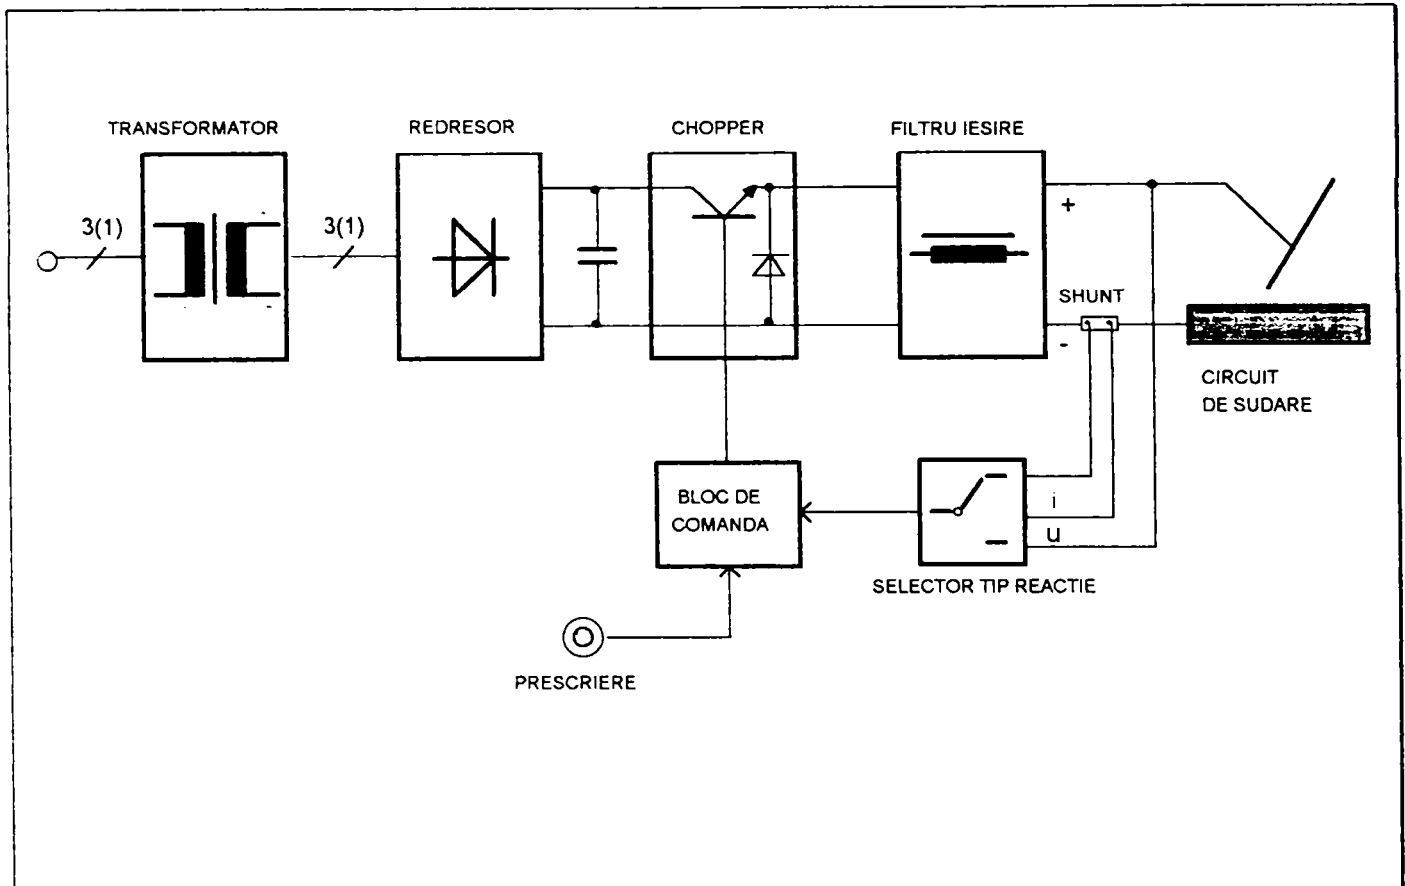 TRANSFORMATOR
REDRESOR
CHOPPER
FILTRU IESIRE
3(1)
3(1)
+
SHUNT
-
CIRCUIT
DE SUDARE
BLOC DE
COMANDA
i
u
SELECTOR TIP REACTIE
PRESCRIERE